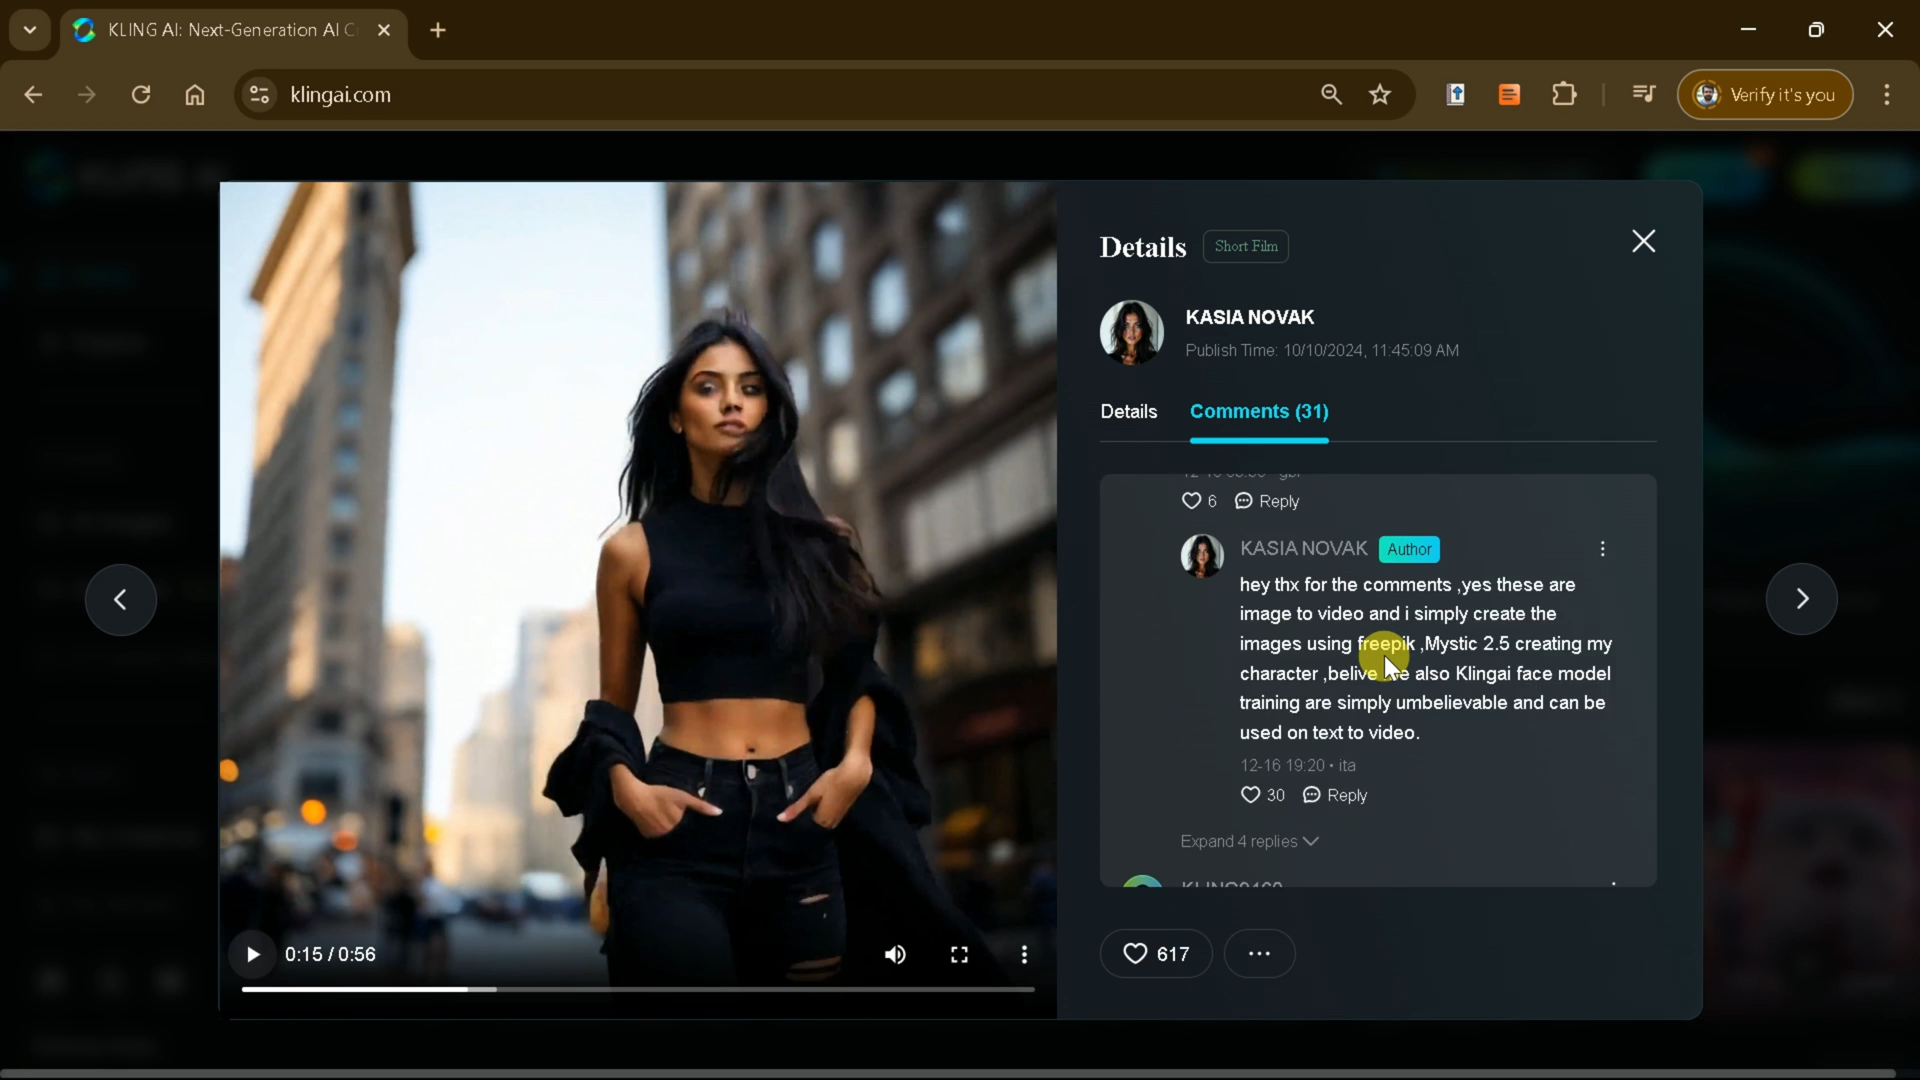 KLING AI: Next-Generation AI C
klingai.com
Verify it's you
Details
Short Film
KASIA NOVAK
Publish Time: 10/10/2024, 11:45:09 AM
Details
Comments (31)
6
Reply
KASIA NOVAK
Author
hey thx for the comments ,yes these are
image to video and i simply create the
images using freepik ,Mystic 2.5 creating my
character ,belive me also Klingai face model
training are simply umbelievable and can be
used on text to video.
12-16 19:20 • ita
30
Reply
Expand 4 replies
0:15 / 0:56
617